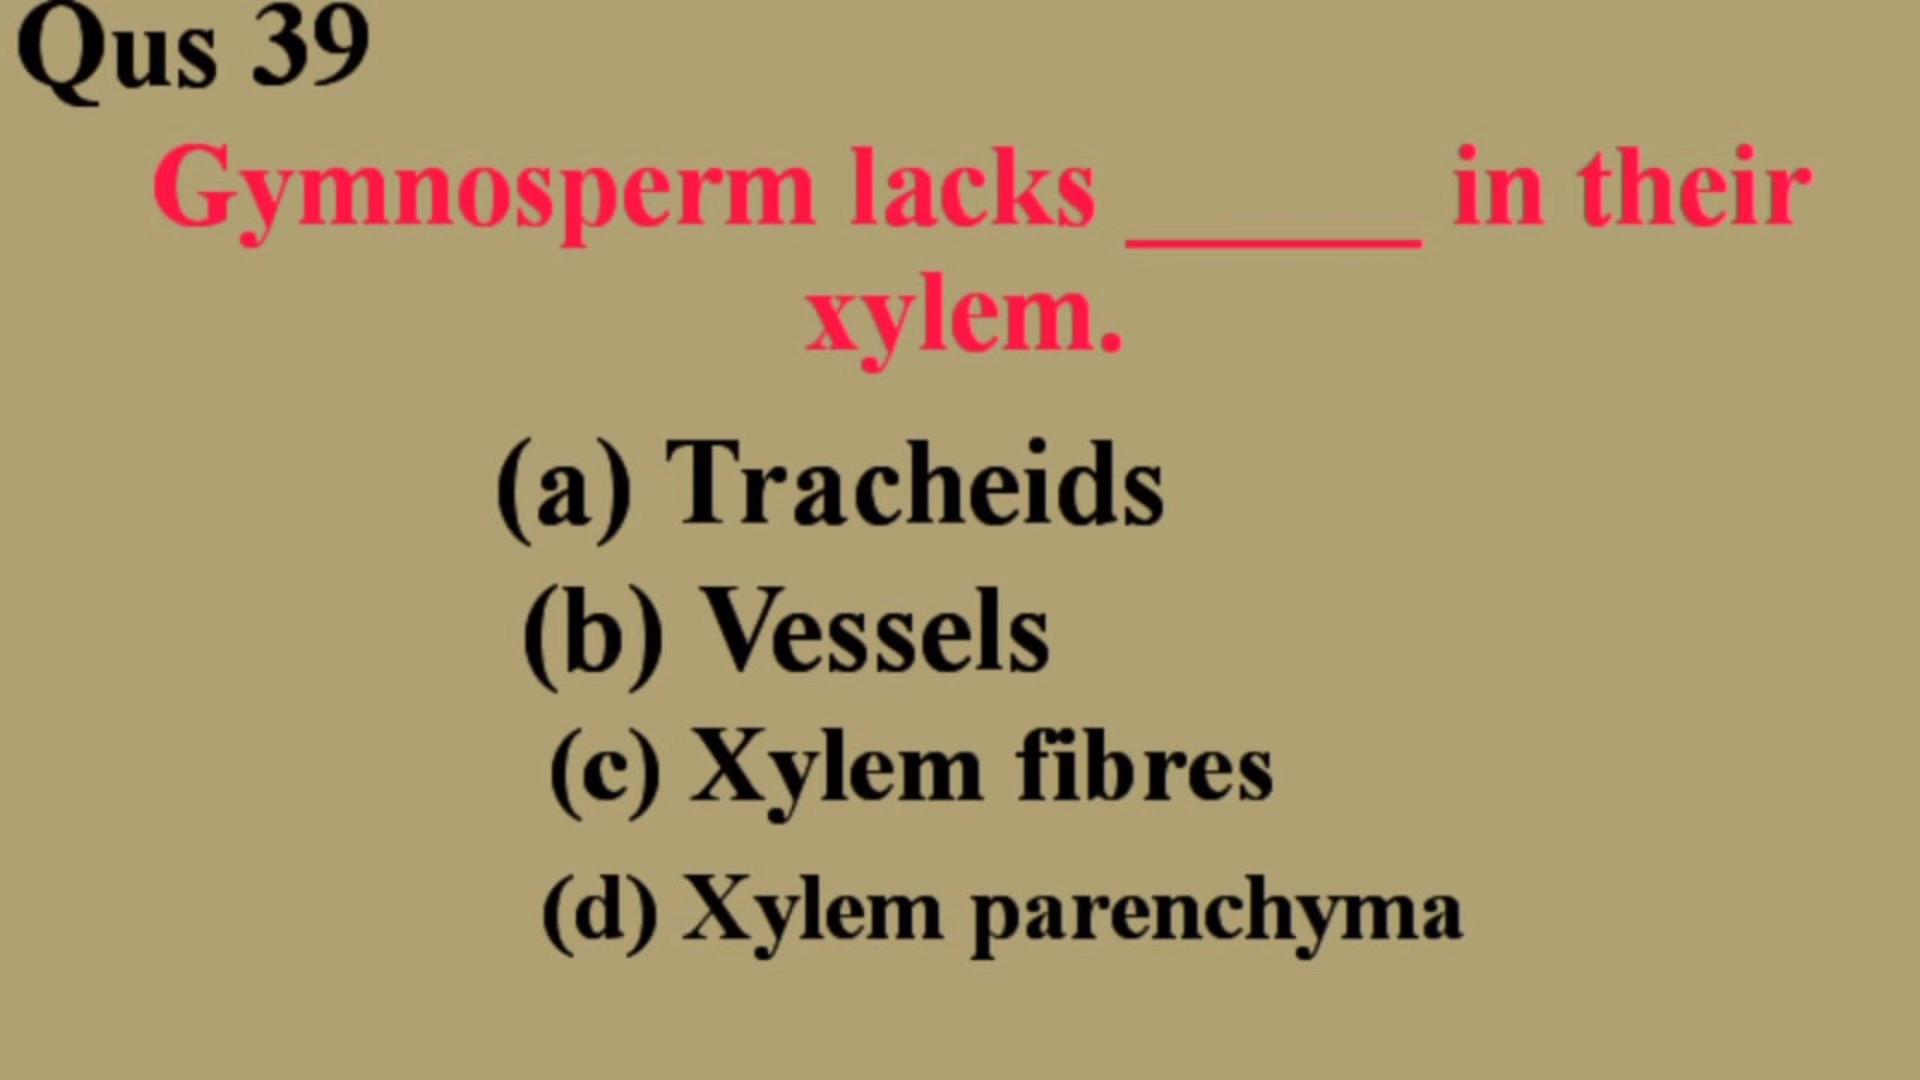 Qus 39
Gymnosperm lacks _____ in their
xylem.
(a) Tracheids
(b) Vessels
(c) Xylem fibres
(d) Xylem parenchyma